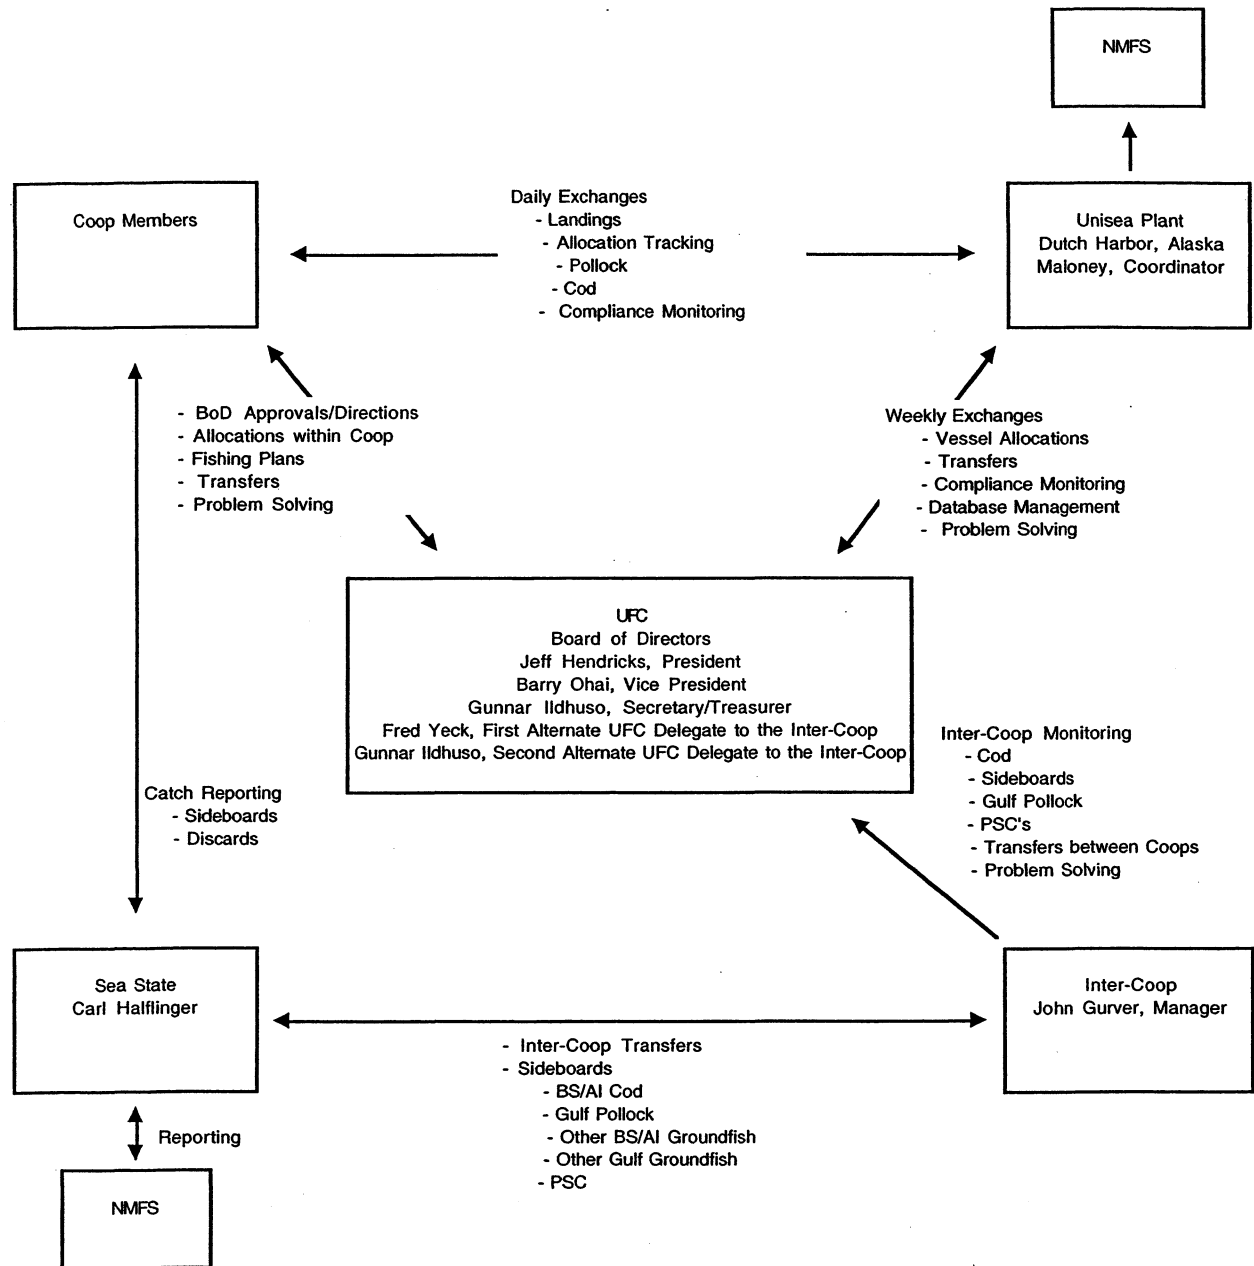 NMFS
Coop Members
Daily Exchanges
- Landings
- Allocation Tracking
- Pollock
- Cod
- Compliance Monitoring
Unisea Plant
Dutch Harbor, Alaska
Maloney, Coordinator
- BoD Approvals/Directions
- Allocations within Coop
- Fishing Plans
- Transfers
- Problem Solving
Weekly Exchanges
- Vessel Allocations
- Transfers
- Compliance Monitoring
- Database Management
- Problem Solving
UFC
Board of Directors
Jeff Hendricks, President
Barry Ohai, Vice President
Gunnar Ildhuso, Secretary/Treasurer
Fred Yeck, First Alternate UFC Delegate to the Inter-Coop
Gunnar Ildhuso, Second Alternate UFC Delegate to the Inter-Coop
Inter-Coop Monitoring
- Cod
- Sideboards
- Gulf Pollock
- PSC's
- Transfers between Coops
- Problem Solving
Catch Reporting
- Sideboards
- Discards
Sea State
Carl Halflinger
Inter-Coop
John Gurver, Manager
- Inter-Coop Transfers
- Sideboards
- BS/AI Cod
- Gulf Pollock
- Other BS/AI Groundfish
- Other Gulf Groundfish
- PSC
Reporting
NMFS